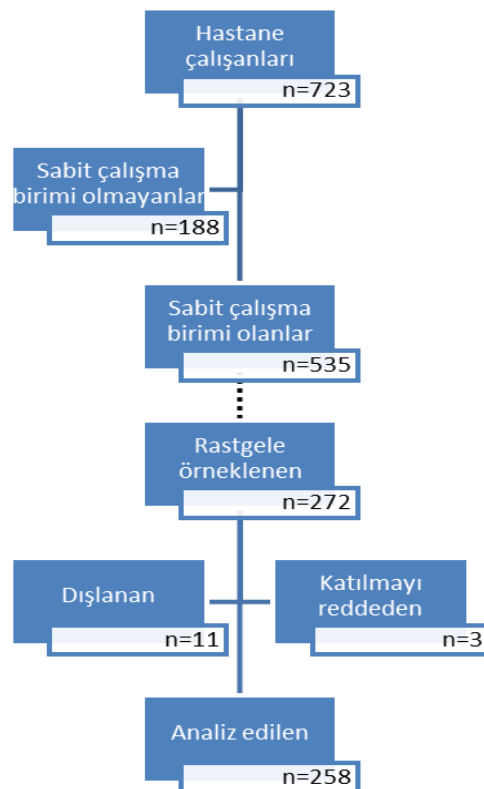 Hastane
çalışanları
n=723
Sabit çalışma
birimi olmayanlar
n=188
Sabit çalışma
birimi olanlar
n=535
Rastgele
örneklenen
n=272
Dışlanan
n=11
Katılmayı
reddeden
n=3
Analiz edilen
n=258